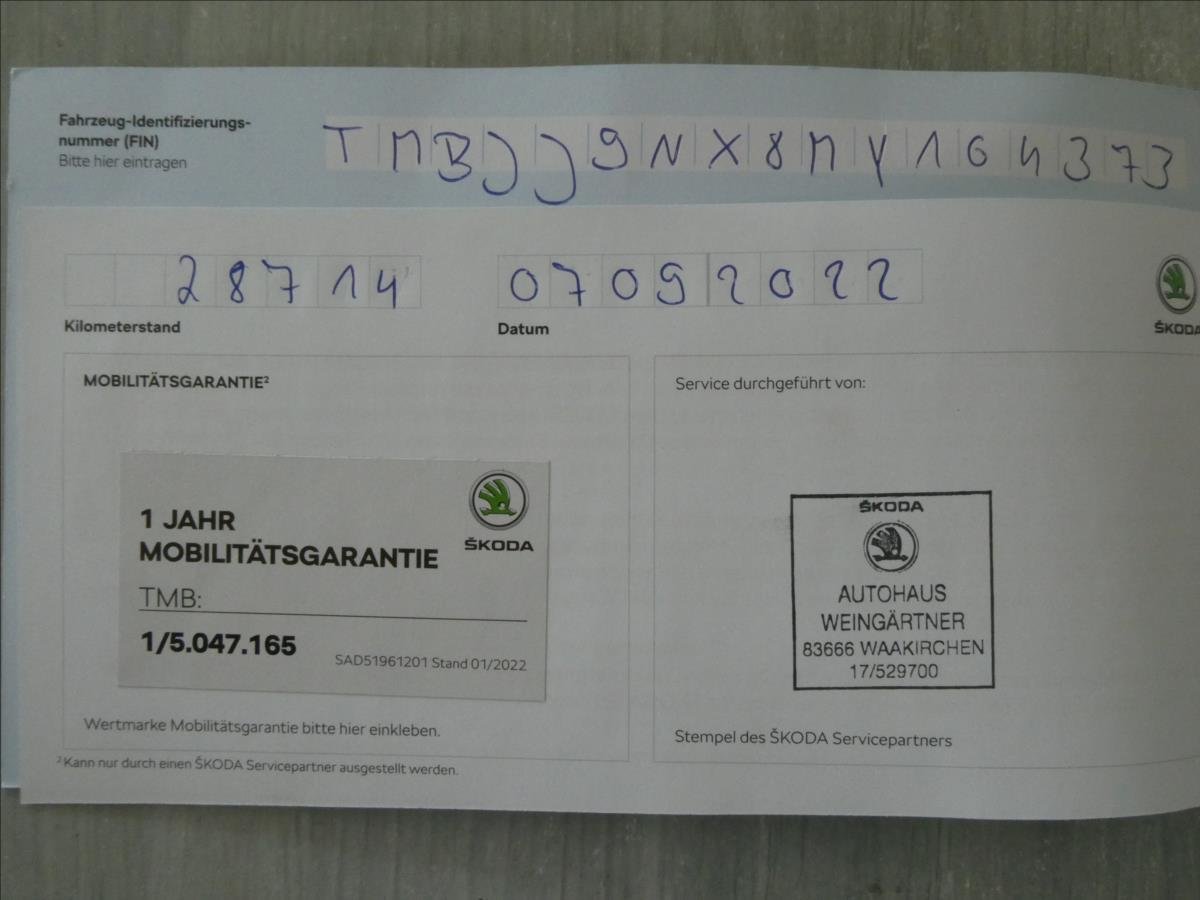 Fahrzeug-Identifizierungs-
nummer (FIN)
Bitte hier eintragen
TMBJJ9NX8MY164373
28714
Kilometerstand
07092022
Datum
ŠKODA
MOBILITÄTSGARANTIE²
1 JAHR
MOBILITÄTSGARANTIE
ŠKODA
TMB:
1/5.047.165
SAD51961201 Stand 01/2022
Wertmarke Mobilitätsgarantie bitte hier einkleben.
Service durchgeführt von:
ŠKODA
AUTOHAUS
WEINGÄRTNER
83666 WAAKIRCHEN
17/529700
Stempel des ŠKODA Servicepartners
² Kann nur durch einen ŠKODA Servicepartner ausgestellt werden.